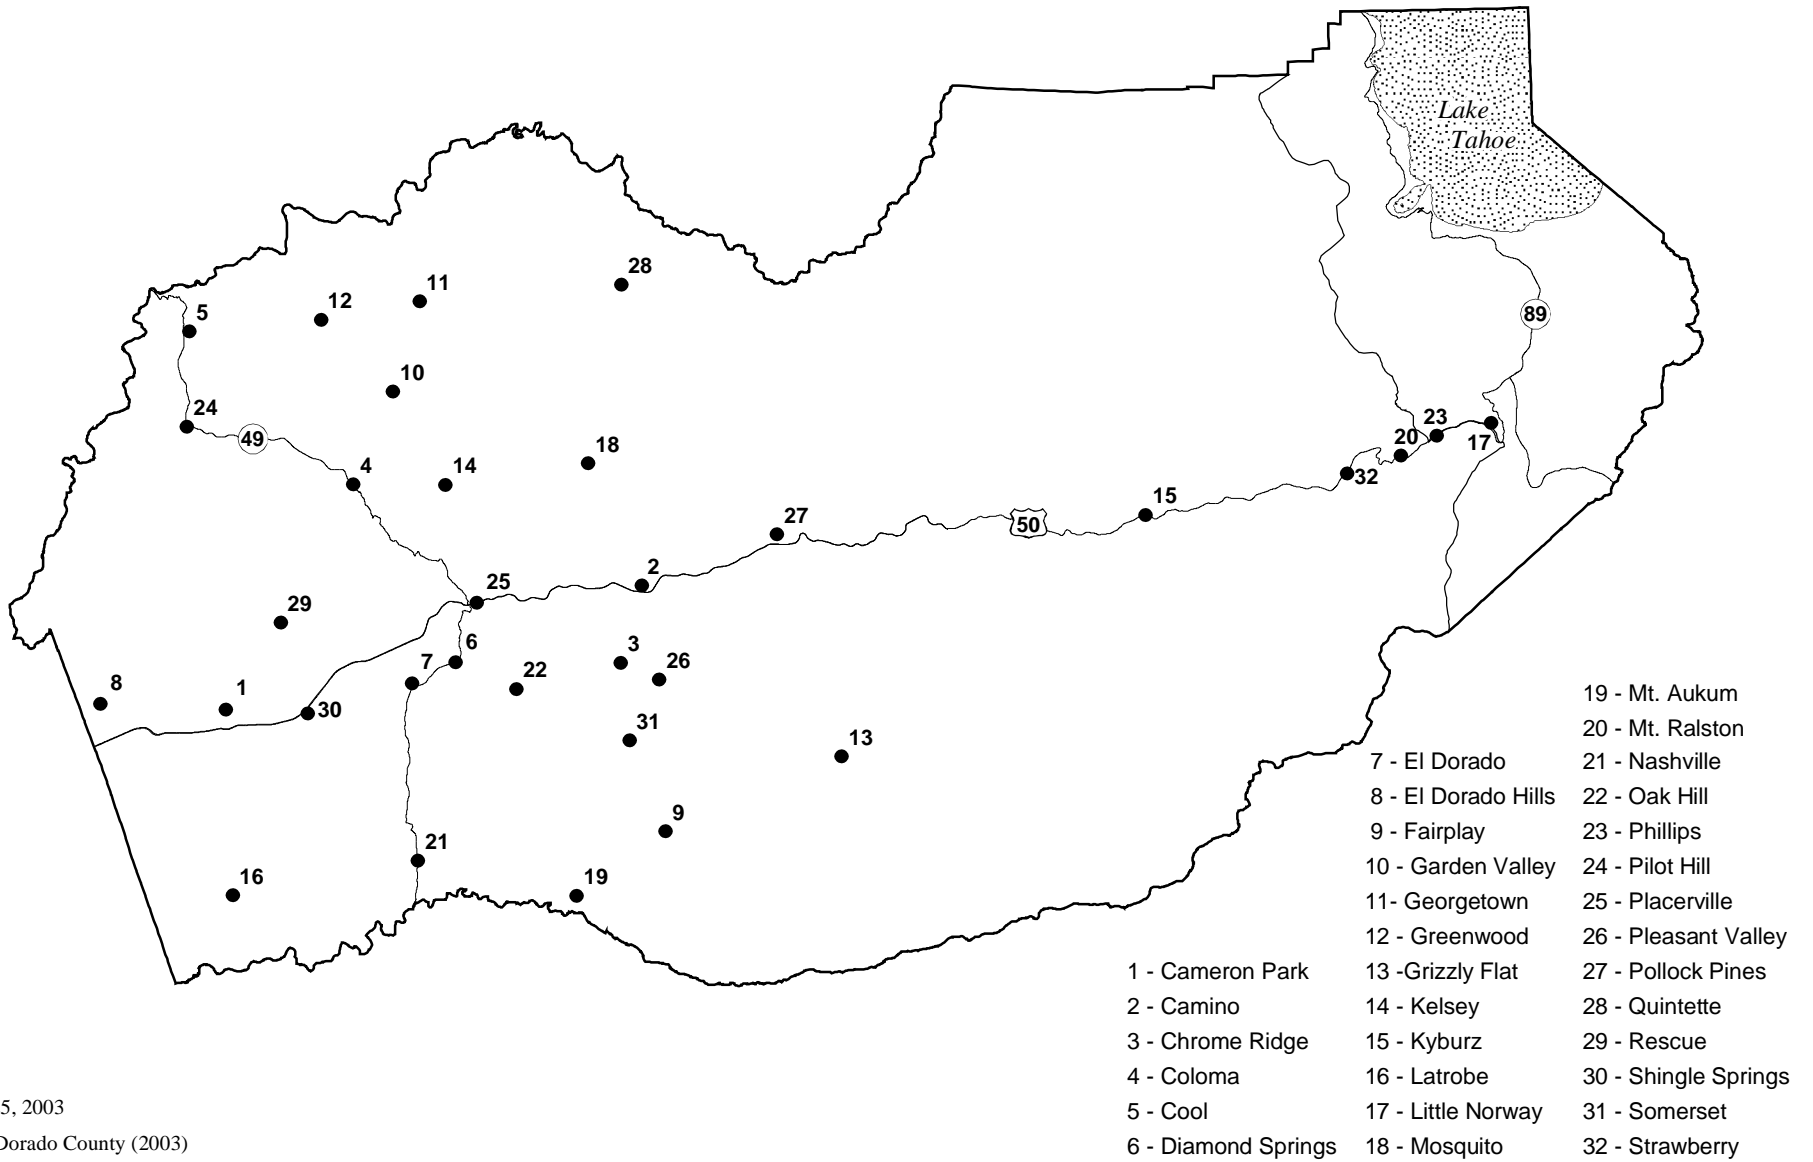 Lake
Tahoe
28
11
12
5
89
10
24
23
49
20
17
18
4
14
32
15
27
50
2
25
29
6
3
7
26
22
8
1
30
31
13
9
21
16
19
19 - Mt. Aukum
20 - Mt. Ralston
7 - El Dorado
21 - Nashville
8 - El Dorado Hills
22 - Oak Hill
9 - Fairplay
23 - Phillips
10 - Garden Valley
24 - Pilot Hill
11- Georgetown
25 - Placerville
12 - Greenwood
26 - Pleasant Valley
1 - Cameron Park
13 -Grizzly Flat
27 - Pollock Pines
2 - Camino
14 - Kelsey
28 - Quintette
3 - Chrome Ridge
15 - Kyburz
29 - Rescue
4 - Coloma
16 - Latrobe
30 - Shingle Springs
5 - Cool
17 - Little Norway
31 - Somerset
6 - Diamond Springs
18 - Mosquito
32 - Strawberry
5, 2003
Dorado County (2003)